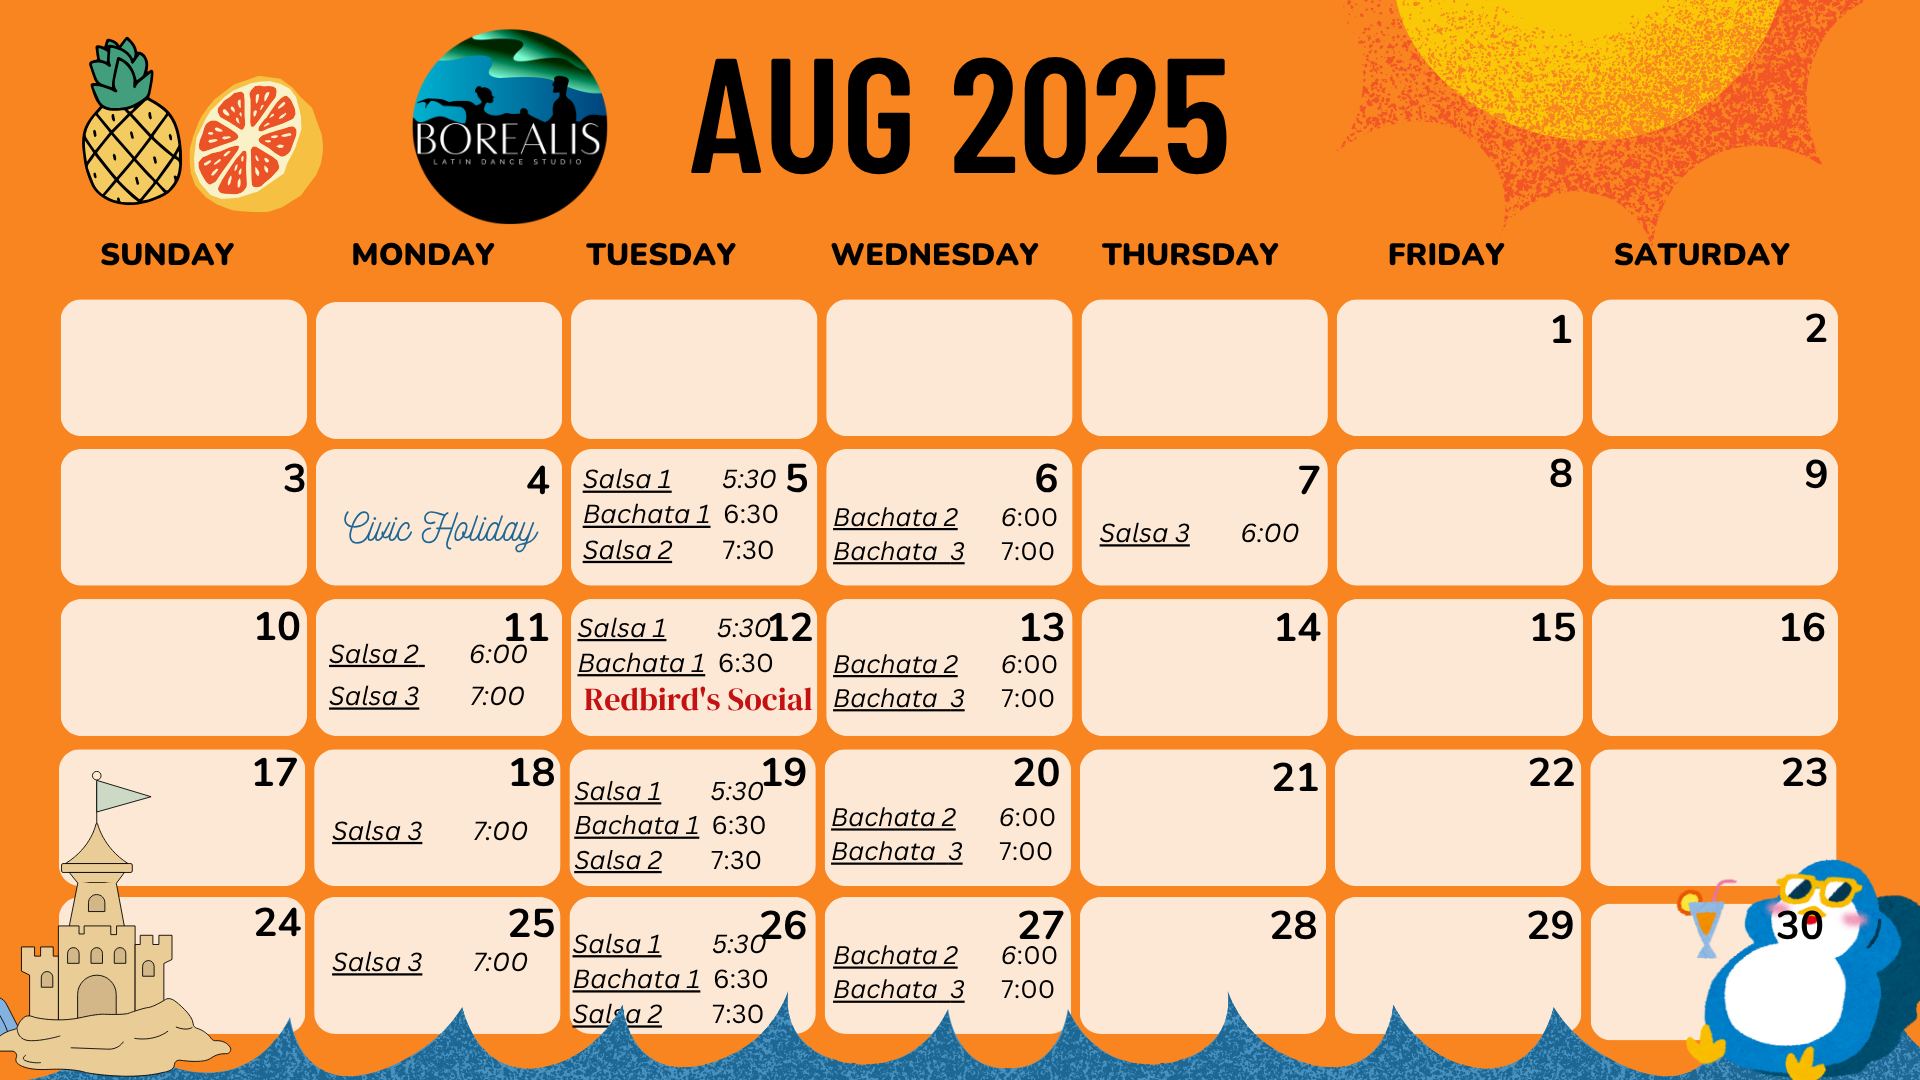 BOREALIS
LATIN DANCE STUDIO
AUG 2025
SUNDAY MONDAY TUESDAY WEDNESDAY THURSDAY FRIDAY SATURDAY
1
2
3
4
Civic Holiday
5
Salsa 1 5:30
Bachata 1 6:30
Salsa 2 7:30
6
Bachata 2 6:00
Bachata 3 7:00
7
Salsa 3 6:00
8
9
10
11
Salsa 2 6:00
Salsa 3 7:00
12
Salsa 1 5:30
Bachata 1 6:30
Redbird's Social
13
Bachata 2 6:00
Bachata 3 7:00
14
15
16
17
18
Salsa 3 7:00
19
Salsa 1 5:30
Bachata 1 6:30
Salsa 2 7:30
20
Bachata 2 6:00
Bachata 3 7:00
21
22
23
24
25
Salsa 3 7:00
26
Salsa 1 5:30
Bachata 1 6:30
Salsa 2 7:30
27
Bachata 2 6:00
Bachata 3 7:00
28
29
30